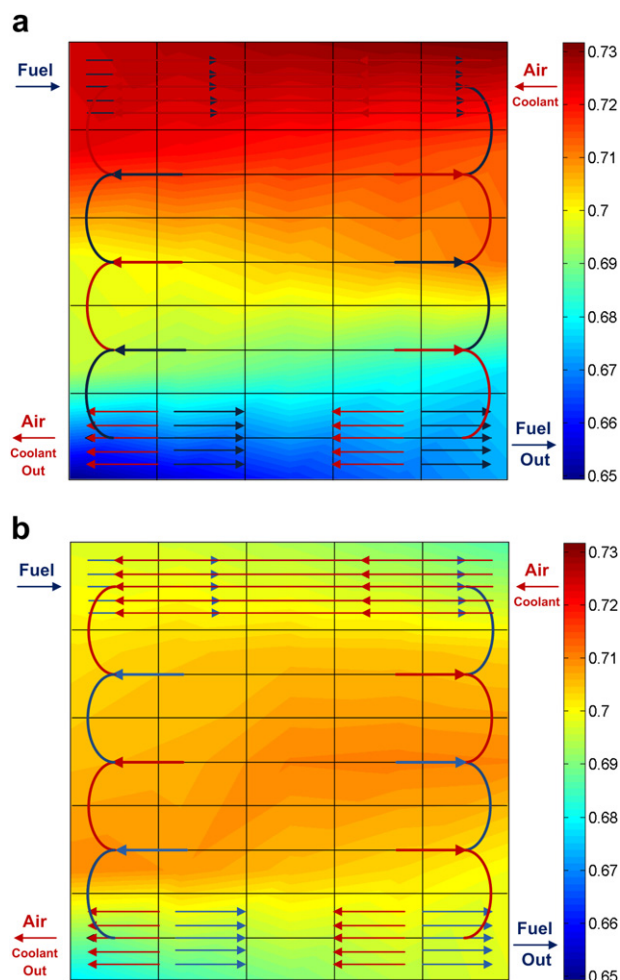 a
Fuel
Air
Coolant
0.73
0.72
0.71
0.7
0.69
0.68
0.67
0.66
0.65
Air
Coolant
Out
Fuel
Out
b
Fuel
Air
Coolant
0.73
0.72
0.71
0.7
0.69
0.68
0.67
0.66
0.65
Air
Coolant
Out
Fuel
Out